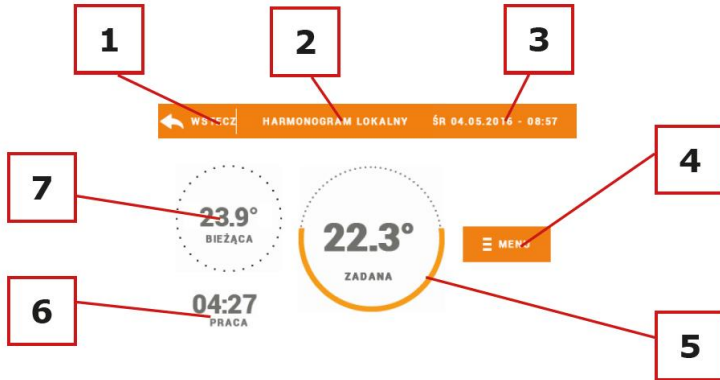 1
2
3
WSTECZ
HARMONOGRAM LOKALNY
ŚR 04.05.2016 - 08:57
4
7
23.9°
BIEŻĄCA
22.3°
ZADANA
MENU
04:27
PRACA
6
5